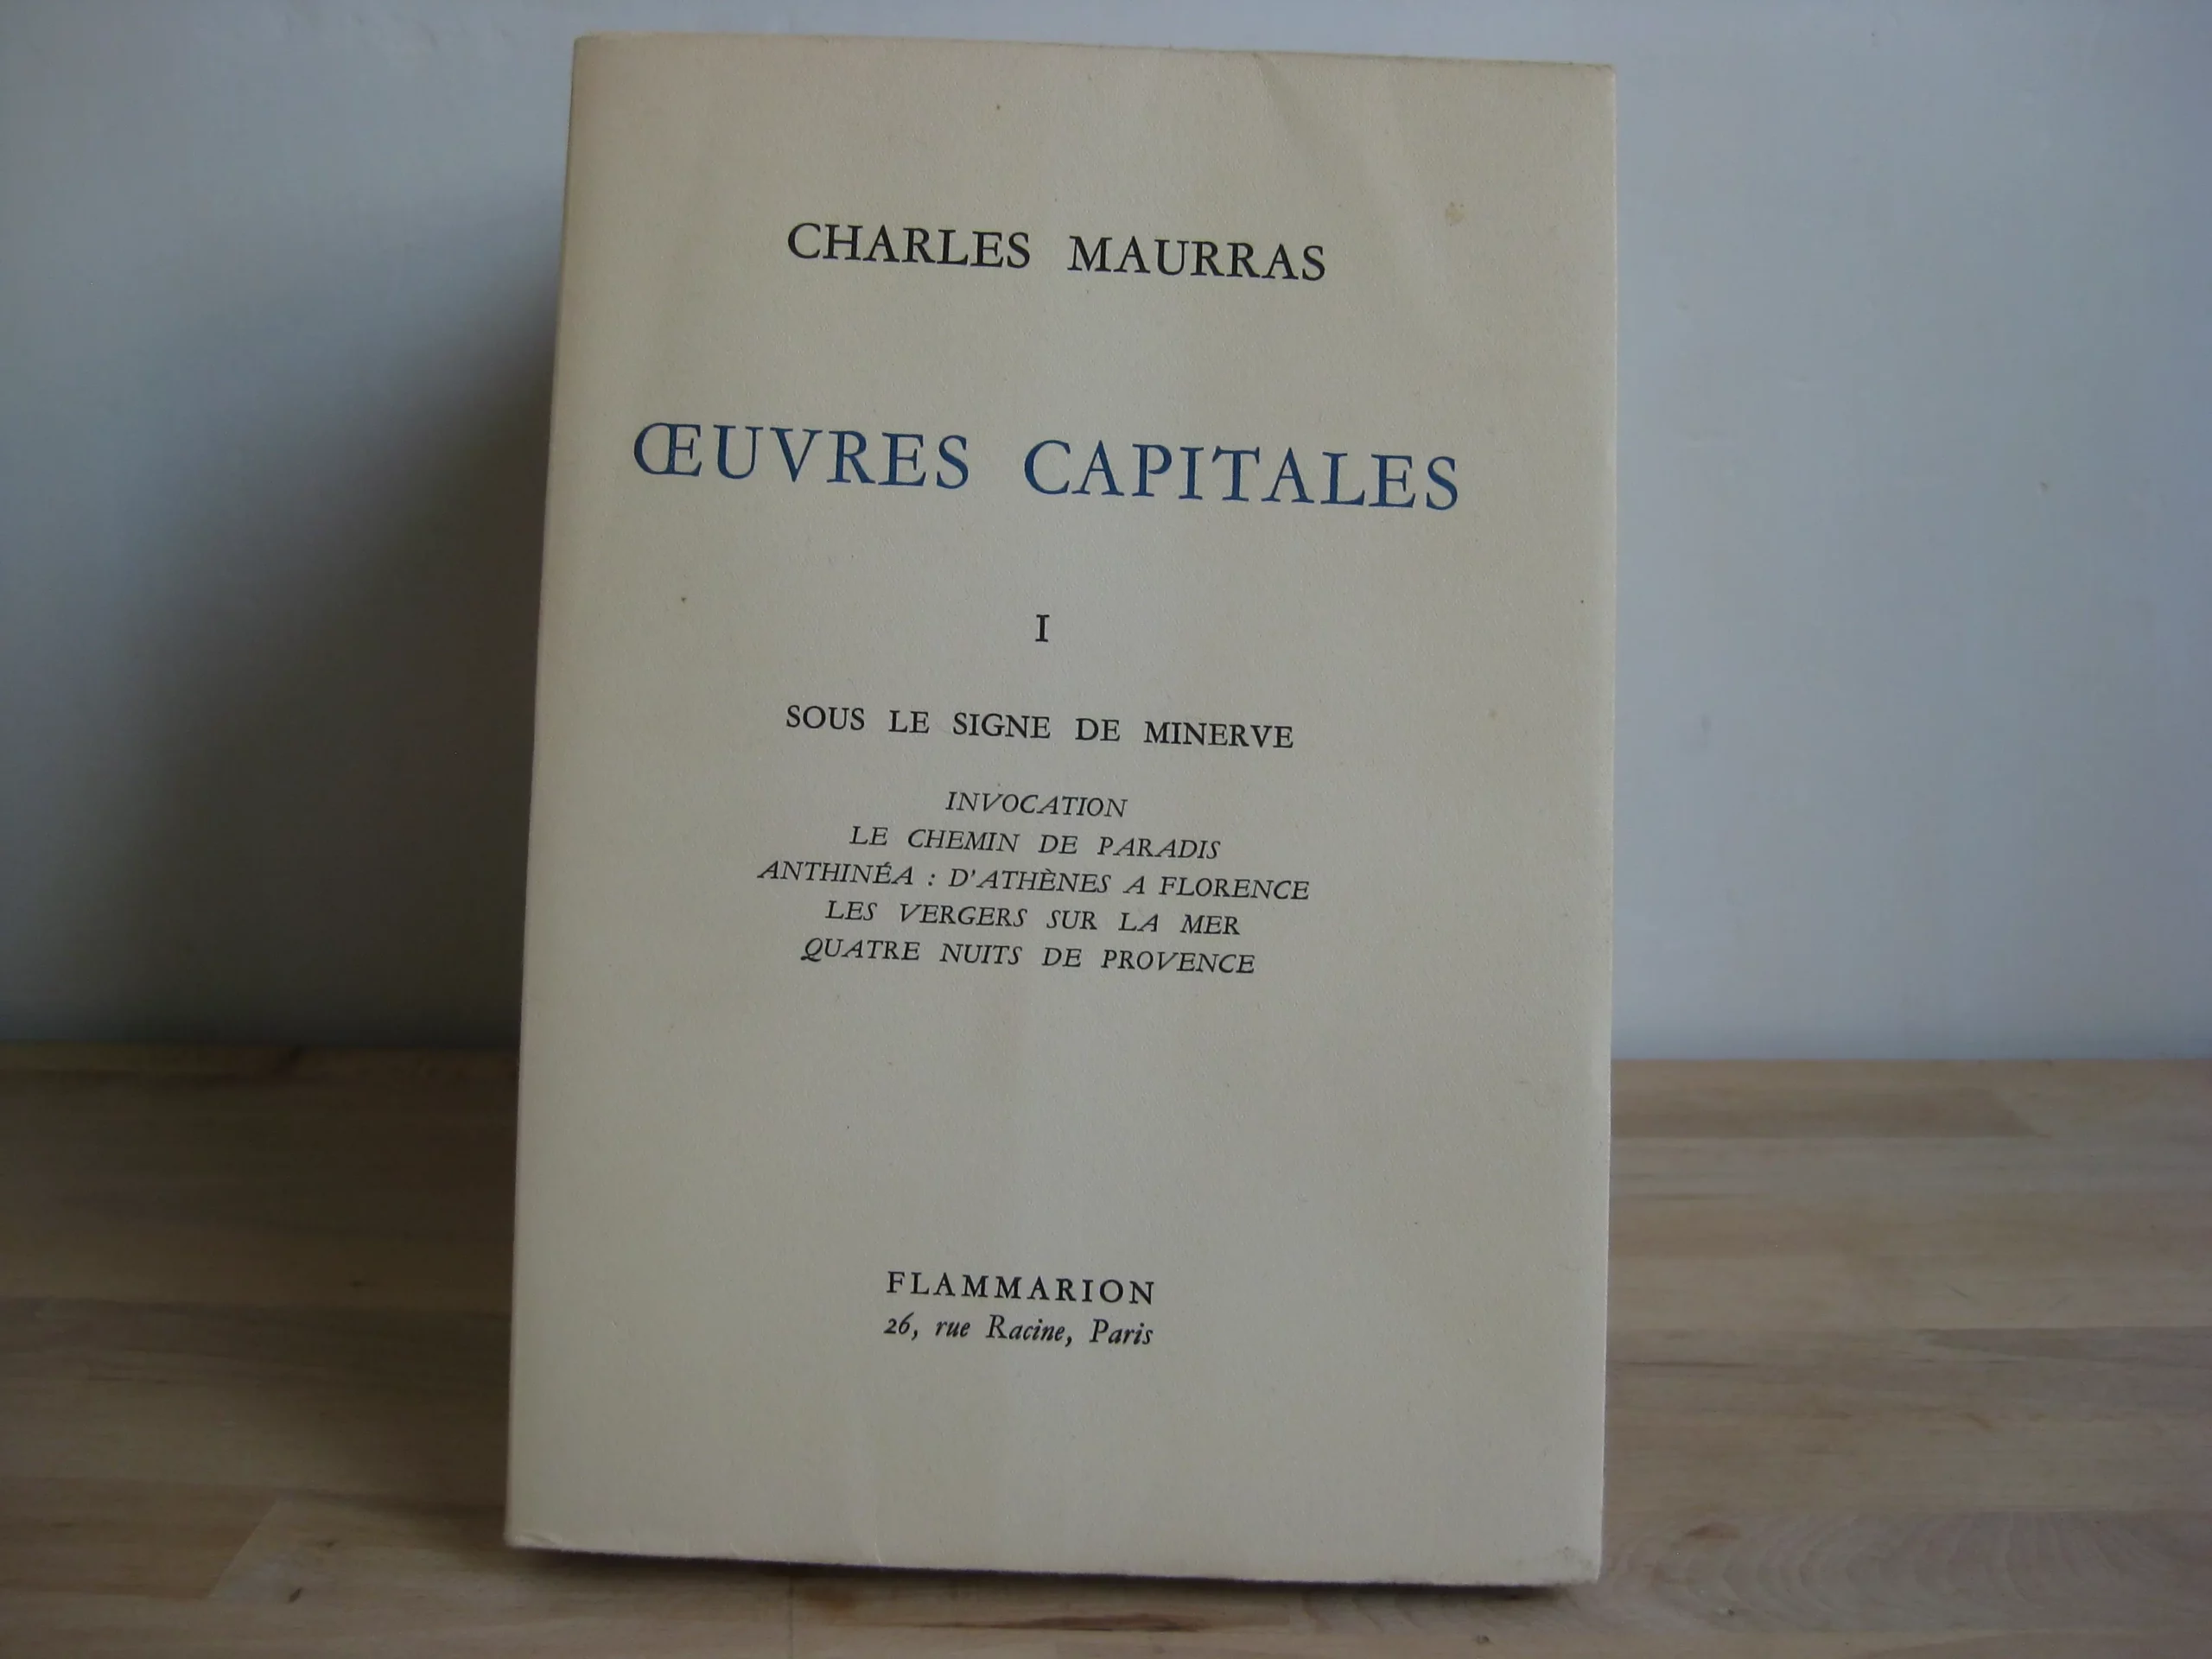 CHARLES MAURRAS
ŒUVRES CAPITALES
I
SOUS LE SIGNE DE MINERVE
INVOCATION
LE CHEMIN DE PARADIS
ANTHINÉA : D'ATHÈNES A FLORENCE
LES VERGERS SUR LA MER
QUATRE NUITS DE PROVENCE
FLAMMARION
26, rue Racine, Paris